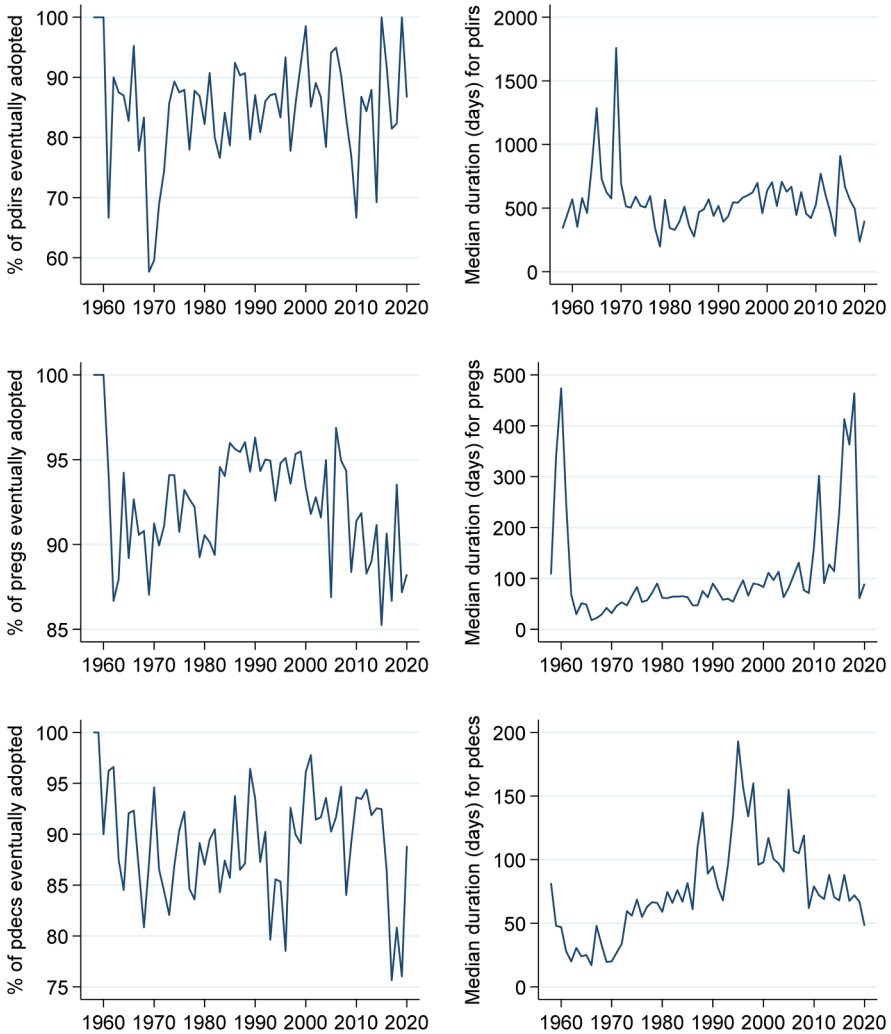 % of pdirs eventually adopted
100
90
80
70
60
1960 1970 1980 1990 2000 2010 2020
Median duration (days) for pdirs
2000
1500
1000
500
0
1960 1970 1980 1990 2000 2010 2020
% of pregs eventually adopted
100
95
90
85
1960 1970 1980 1990 2000 2010 2020
Median duration (days) for pregs
500
400
300
200
100
0
1960 1970 1980 1990 2000 2010 2020
% of pdecs eventually adopted
100
95
90
85
80
75
1960 1970 1980 1990 2000 2010 2020
Median duration (days) for pdecs
200
150
100
50
0
1960 1970 1980 1990 2000 2010 2020